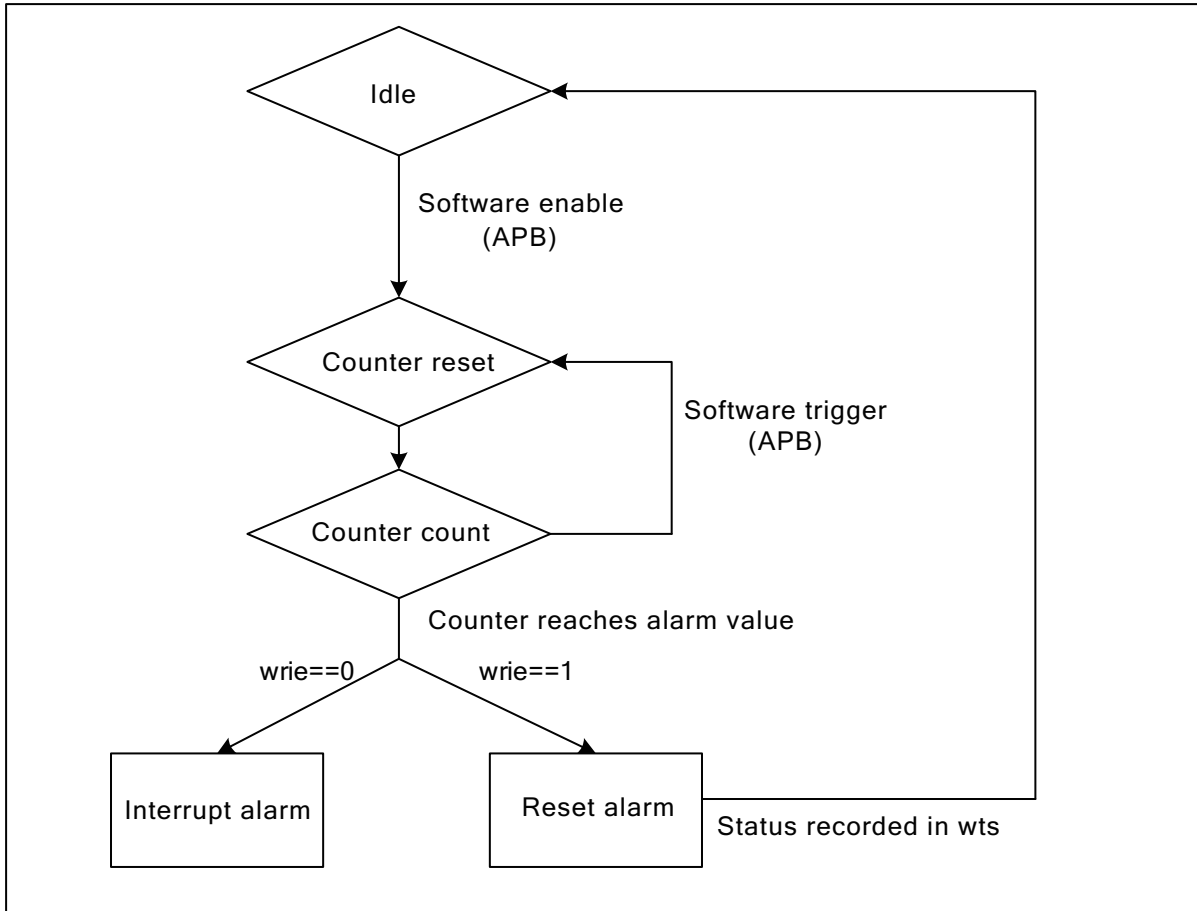 Idle
Software enable
(APB)
Counter reset
Software trigger
(APB)
Counter count
Counter reaches alarm value
wrie==0
wrie==1
Interrupt alarm
Reset alarm
Status recorded in wts